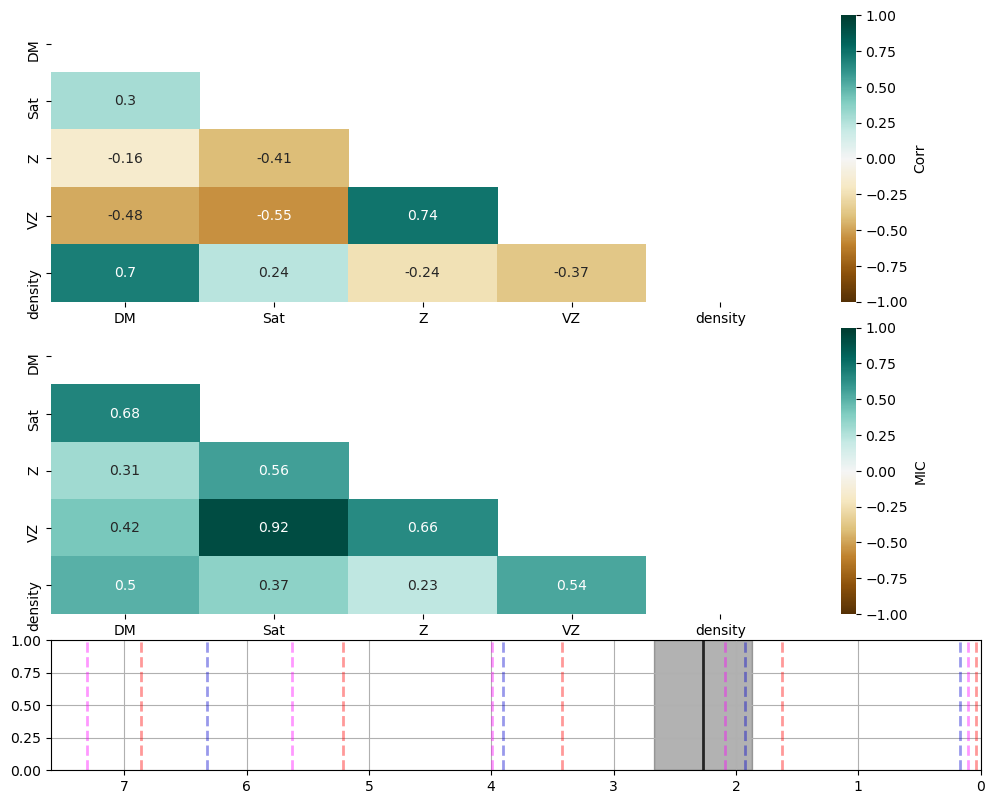 DM
Sat
0.3
Z
-0.16 -0.41
VZ
-0.48 -0.55 0.74
density
0.7 0.24 -0.24 -0.37
DM Sat Z VZ density
1.00
0.75
0.50
0.25
0.00
−0.25
−0.50
−0.75
−1.00
Corr
DM
Sat
0.68
Z
0.31 0.56
VZ
0.42 0.92 0.66
density
0.5 0.37 0.23 0.54
DM Sat Z VZ density
1.00
0.75
0.50
0.25
0.00
−0.25
−0.50
−0.75
−1.00
MIC
1.00
0.75
0.50
0.25
0.00
7 6 5 4 3 2 1 0